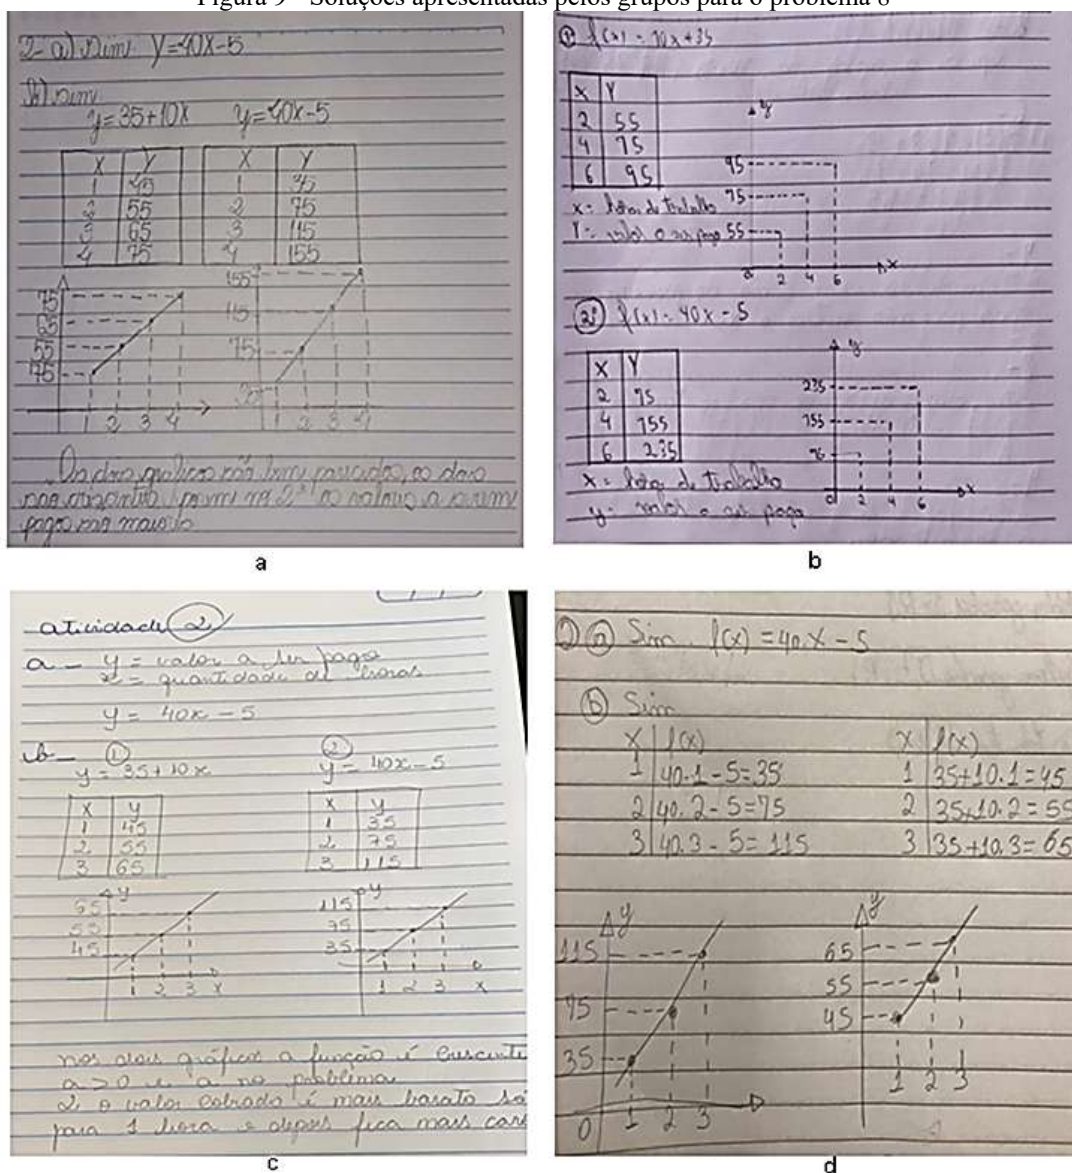 Figura 9 - Soluções apresentadas pelos grupos para o problema 8
2-a) Sim y=40x-5
b) Sim
y=35+10x y=40x-5
X Y X Y
1 45 1 35
2 55 2 75
3 65 3 115
4 75 4 155
75
65
55
1 2 3 4
155
115
75
1 2 3 4
Os dois gráficos são bem parecidos, os dois
são crescentes, porem na 2ª os valores a serem
pagos são maiores
a
① f(x) = 10x+35
X Y
2 55
4 75
6 95
X= horas de trabalho
Y= valor a ser pago
y
95
75
55
0 2 4 6 x
f(x) = 40x - 5
X Y
2 75
4 155
6 235
X = horas de trabalho
y = valor a ser pago
y
235
155
0 2 4 6 x
b
atividade 2
a - y = valor a ser pago
x = quantidade de horas
y = 40x - 5
b - ① ②
y = 35 + 10x y = 40x - 5
X y x y
1 45 1 35
2 55 2 75
3 65 3 115
y
65
55
45
1 2 3 x
y
115
75
35
1 2 3 x
nos dois gráficos a função é crescente
a > 0 e a no problema
2 o valor cobrado é mais barato só
para 1 hora e depois fica mais caro
c
ⓐ Sim f(x) = 40.x - 5
ⓑ Sim
X f(x) X f(x)
1 40.1 - 5 = 35 1 35+10.1 = 45
2 40.2 - 5 = 75 2 35+10.2 = 55
3 40.3 - 5 = 115 3 35+10.3 = 65
y
115
75
35
0 1 2 3
y
65
55
45
1 2 3
d